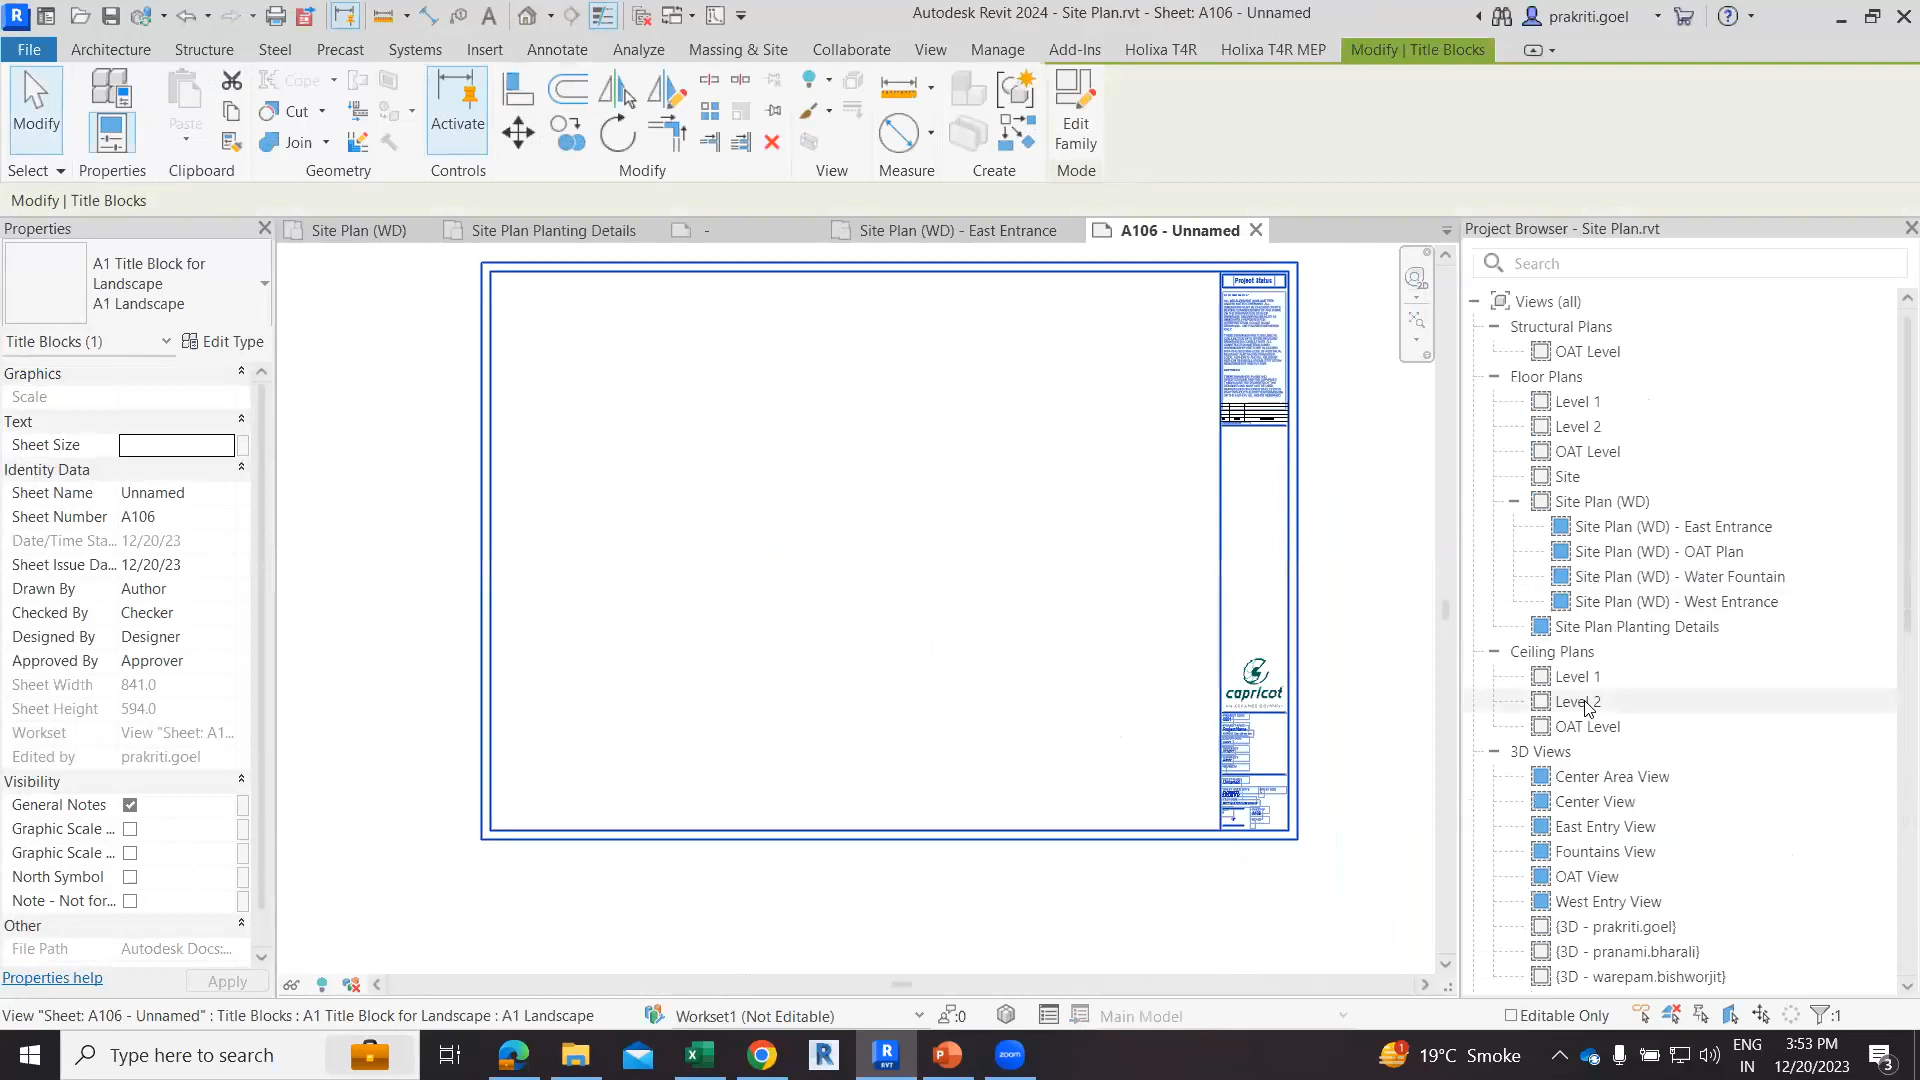 Autodesk Revit 2024 - Site Plan.rvt - Sheet: A106 - Unnamed
prakriti.goel
File
Architecture
Structure
Steel
Precast
Systems
Insert
Annotate
Analyze
Massing & Site
Collaborate
View
Manage
Add-Ins
Holixa T4R
Holixa T4R MEP
Modify | Title Blocks
Modify
Paste
Cope
Cut
Join
Activate
Edit
Family
Select
Properties
Clipboard
Geometry
Controls
Modify
View
Measure
Create
Mode
Modify | Title Blocks
Properties
A1 Title Block for
Landscape
A1 Landscape
Title Blocks (1)
Edit Type
Graphics
Scale
Text
Sheet Size
Identity Data
Sheet Name Unnamed
Sheet Number A106
Date/Time Sta... 12/20/23
Sheet Issue Da... 12/20/23
Drawn By Author
Checked By Checker
Designed By Designer
Approved By Approver
Sheet Width 841.0
Sheet Height 594.0
Workset View "Sheet: A1...
Edited by prakriti.goel
Visibility
General Notes
Graphic Scale ...
Graphic Scale ...
North Symbol
Note - Not for...
Other
File Path Autodesk Docs:...
Properties help
Apply
Site Plan (WD)
Site Plan Planting Details
-
Site Plan (WD) - East Entrance
A106 - Unnamed
2D
Project Status
capricot
Project Browser - Site Plan.rvt
Search
Views (all)
Structural Plans
OAT Level
Floor Plans
Level 1
Level 2
OAT Level
Site
Site Plan (WD)
Site Plan (WD) - East Entrance
Site Plan (WD) - OAT Plan
Site Plan (WD) - Water Fountain
Site Plan (WD) - West Entrance
Site Plan Planting Details
Ceiling Plans
Level 1
Level 2
OAT Level
3D Views
Center Area View
Center View
East Entry View
Fountains View
OAT View
West Entry View
{3D - prakriti.goel}
{3D - pranami.bharali}
{3D - warepam.bishworjit}
View "Sheet: A106 - Unnamed" : Title Blocks : A1 Title Block for Landscape : A1 Landscape
Workset1 (Not Editable)
:0
Main Model
Editable Only
:1
Type here to search
zoom
19°C Smoke
ENG
IN
3:53 PM
12/20/2023
3